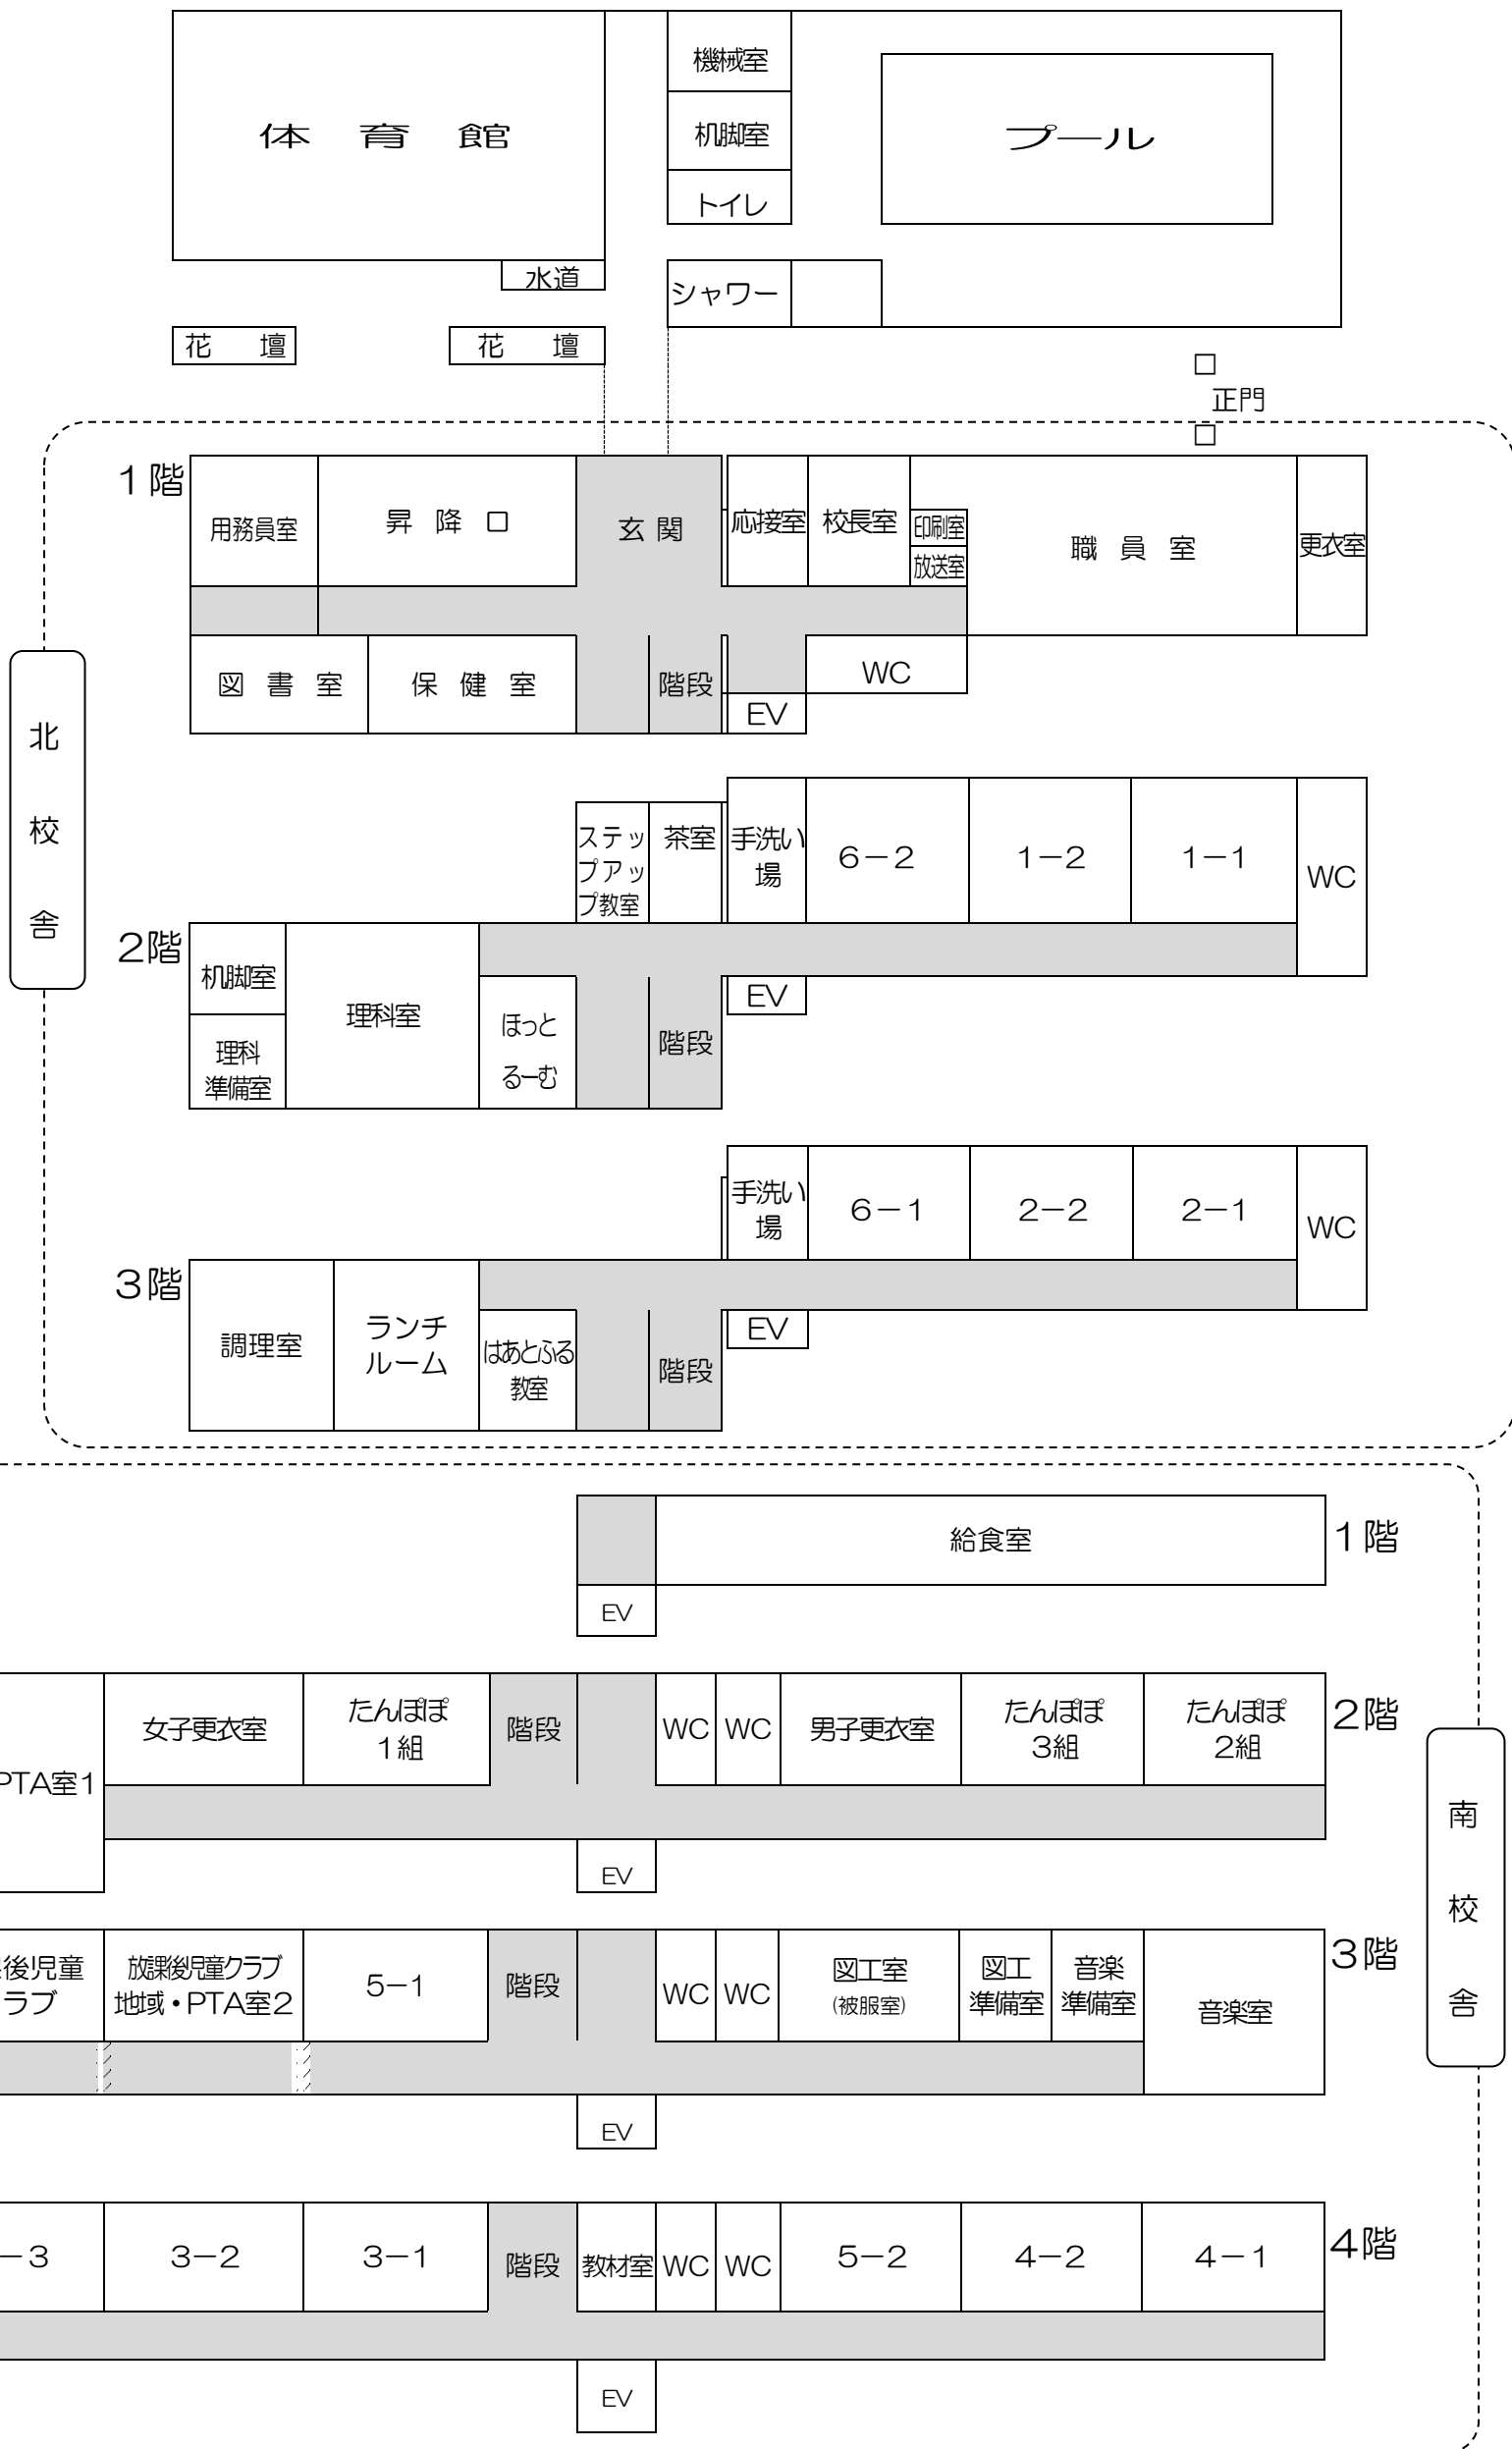 体育館
機械室
机脚室
トイレ
プール
水道
シャワー
花壇
花壇
正門
1階
用務員室
昇降口
玄関
応接室
校長室
印刷室
放送室
職員室
更衣室
図書室
保健室
階段
WC
EV
北校舎
2階
ステッ
プアッ
プ教室
茶室
手洗い
場
6－2
1－2
1－1
WC
机脚室
理科
準備室
理科室
ほっと
るーむ
階段
EV
3階
手洗い
場
6－1
2－2
2－1
WC
調理室
ランチ
ルーム
はあとふる
教室
階段
EV
給食室
1階
EV
PTA室1
女子更衣室
たんぽぽ
1組
階段
WC
WC
男子更衣室
たんぽぽ
3組
たんぽぽ
2組
2階
EV
南校舎
後児童
ラブ
放課後児童クラブ
地域・PTA室2
5－1
階段
WC
WC
図工室
(被服室)
図工
準備室
音楽
準備室
音楽室
3階
EV
－3
3－2
3－1
階段
教材室
WC
WC
5－2
4－2
4－1
4階
EV